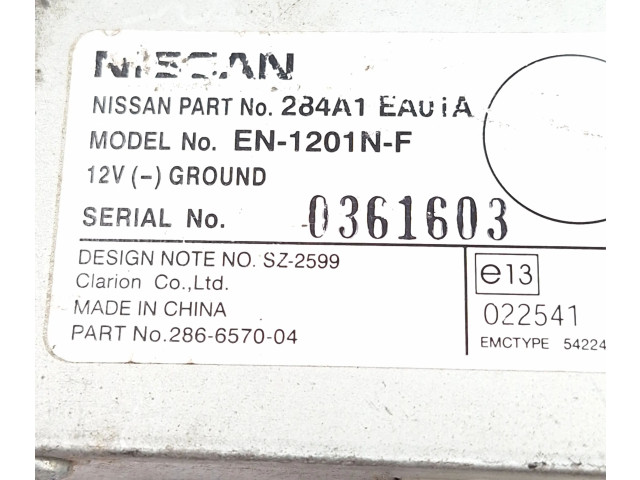 NISSAN
NISSAN PART No. 284A1 EA01A
MODEL No. EN-1201N-F
12V (-) GROUND
SERIAL No. 0361603
DESIGN NOTE NO. SZ-2599
Clarion Co.,Ltd.
MADE IN CHINA
PART No.286-6570-04
e13
022541
EMCTYPE 54224